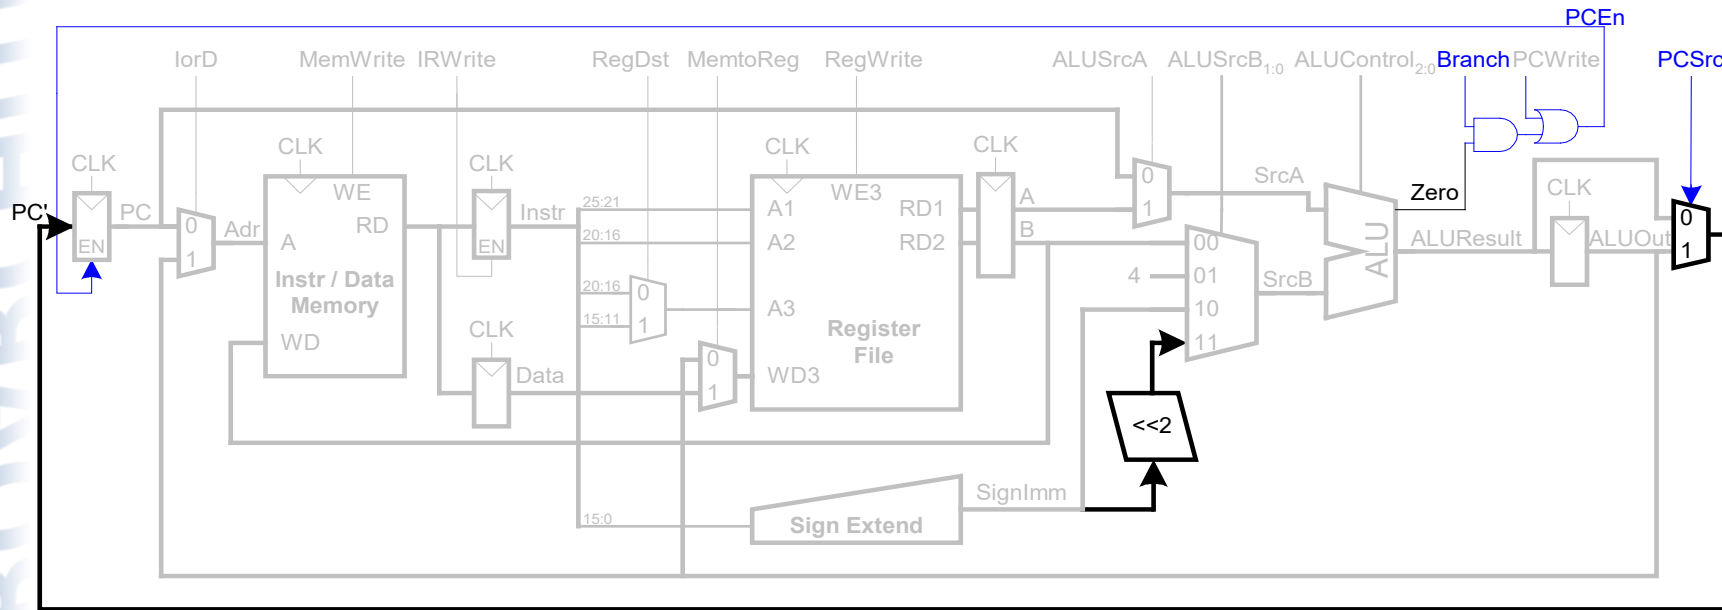 PCEn
IorD MemWrite IRWrite RegDst MemtoReg RegWrite ALUSrcA ALUSrcB1:0 ALUControl2:0 Branch PCWrite PCSrc
CLK CLK CLK CLK CLK CLK
PC' PC EN
0
1
Adr
WE
RD
A
Instr / Data
Memory
WD
EN
Instr
CLK
Data
25:21
20:16
20:16
15:11
15:0
0
1
0
1
WE3
A1 RD1
A2 RD2
A3
Register
File
WD3
A
B
0
1
SrcA
00
4 01
10
11
SrcB
ALU
Zero
ALUResult
ALUOut
0
1
<<2
SignImm
Sign Extend